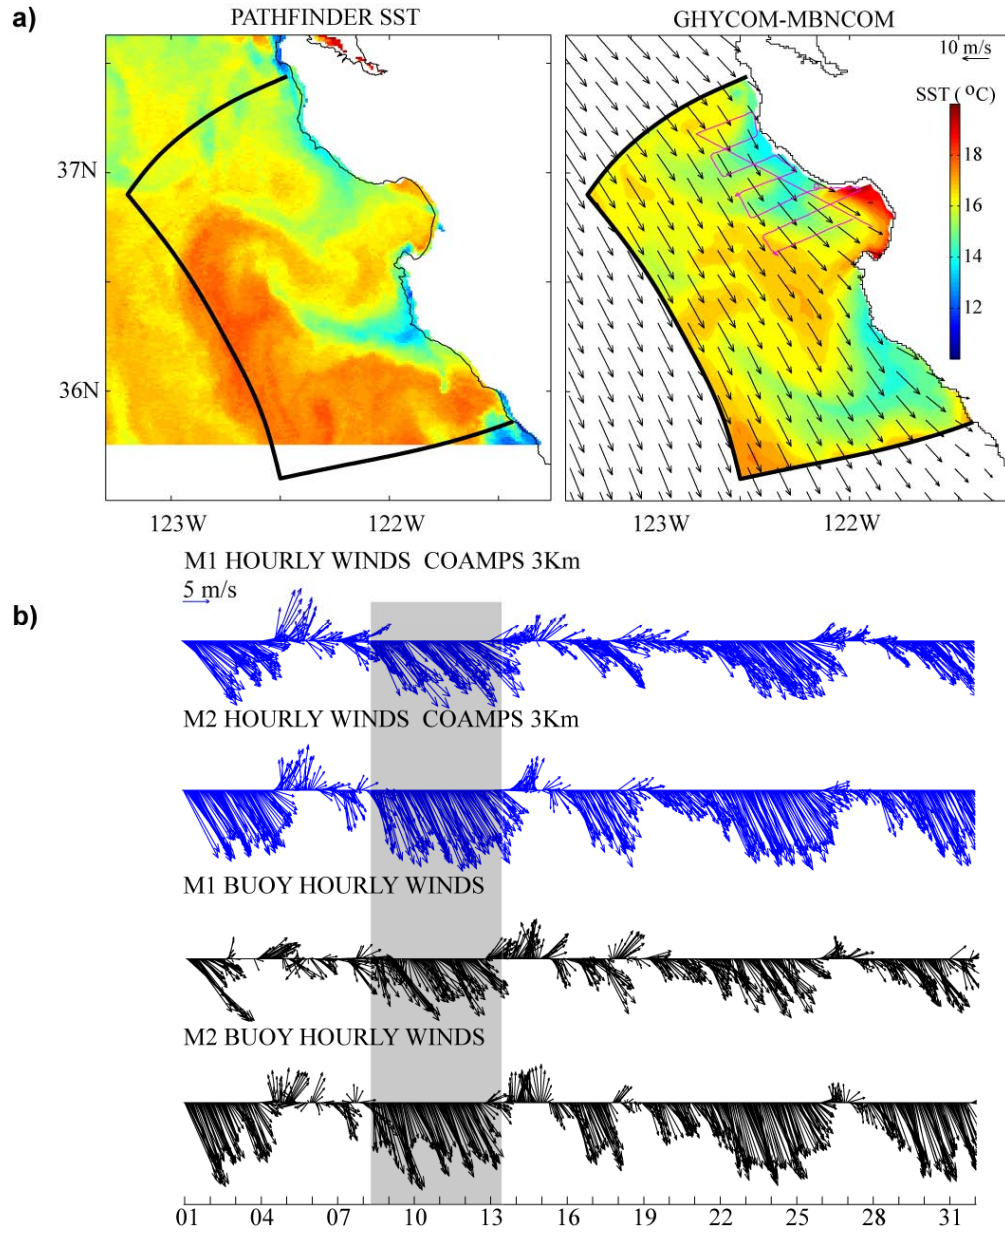 a)
PATHFINDER SST
GHYCOM-MBNCOM
10 m/s
SST (°C)
18
16
14
12
37N
36N
123W
122W
123W
122W
b)
M1 HOURLY WINDS COAMPS 3Km
5 m/s
M2 HOURLY WINDS COAMPS 3Km
M1 BUOY HOURLY WINDS
M2 BUOY HOURLY WINDS
01 04 07 10 13 16 19 22 25 28 31